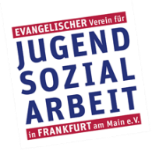 EVANGELISCHER Verein für
JUGEND
SOZIAL
ARBEIT
in FRANKFURT am Main e.V.